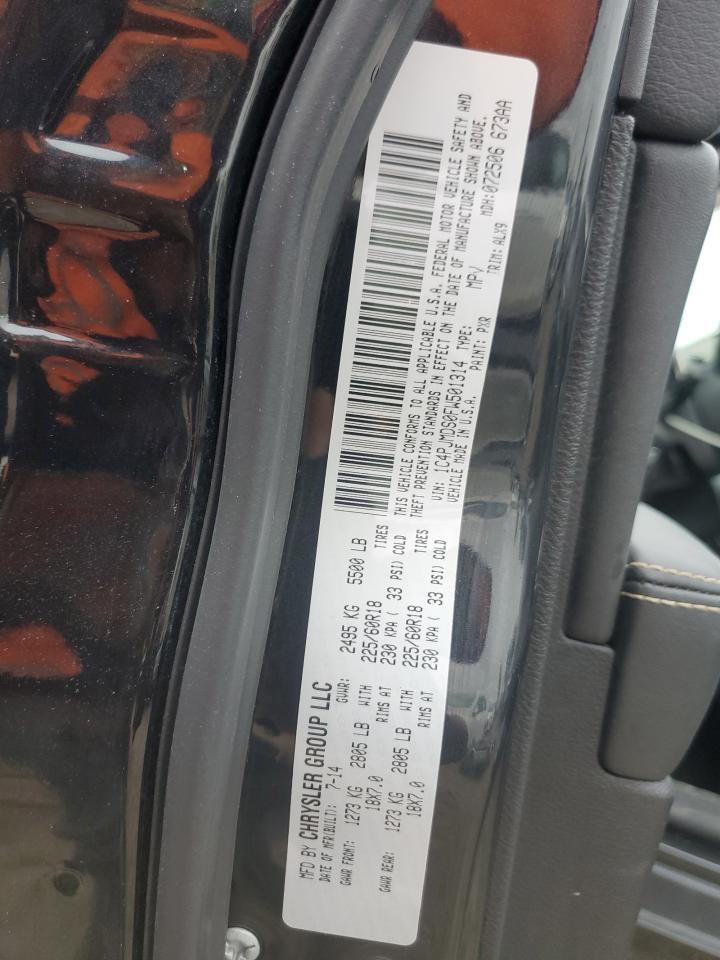 MFD BY CHRYSLER GROUP LLC
DATE OF MFR(BUILT): 7-14 GVWR: 2495 KG 5500 LB
GAWR FRONT: 1273 KG 2805 LB WITH 225/60R18 TIRES
18X7.0 RIMS AT 230 KPA ( 33 PSI) COLD
GAWR REAR: 1273 KG 2805 LB WITH 225/60R18 TIRES
18X7.0 RIMS AT 230 KPA ( 33 PSI) COLD
THIS VEHICLE CONFORMS TO ALL APPLICABLE U.S.A. FEDERAL MOTOR VEHICLE SAFETY AND
THEFT PREVENTION STANDARDS IN EFFECT ON THE DATE OF MANUFACTURE SHOWN ABOVE.
VIN: 1C4PJMDS0FW501314 TYPE: MPV MDH:072506 673AA
VEHICLE MADE IN U.S.A. PAINT: PXR TRIM: ALX9